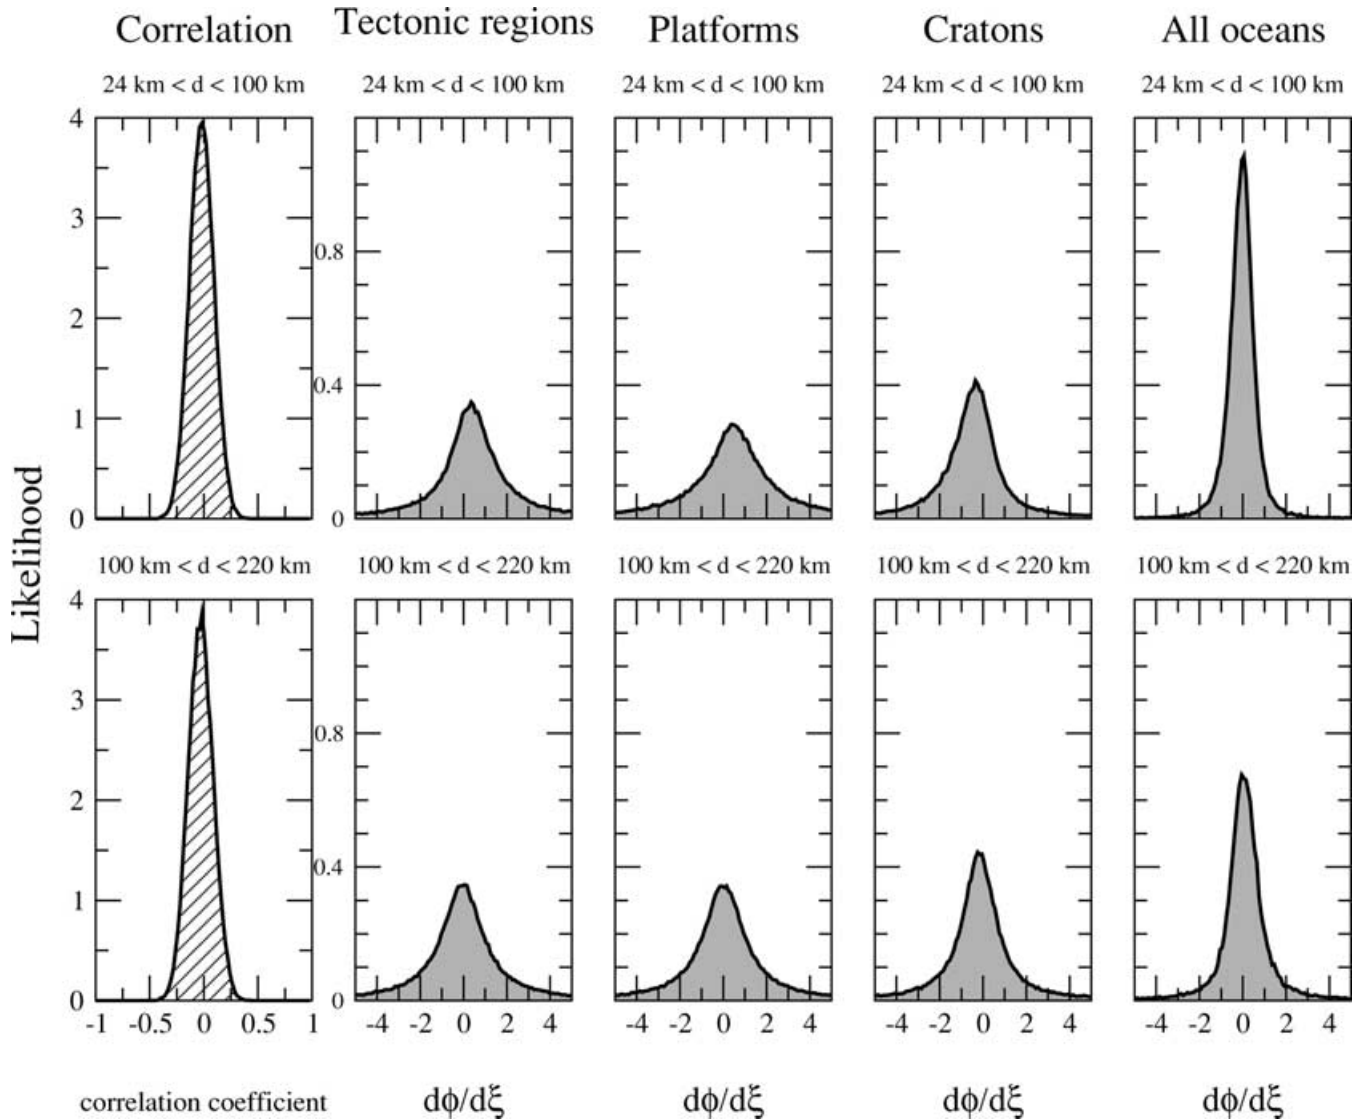 Correlation Tectonic regions Platforms Cratons All oceans
24 km < d < 100 km 24 km < d < 100 km 24 km < d < 100 km 24 km < d < 100 km 24 km < d < 100 km
4
3
0.8
2
0.4
1
0 0
Likelihood
100 km < d < 220 km 100 km < d < 220 km 100 km < d < 220 km 100 km < d < 220 km 100 km < d < 220 km
4
3
0.8
2
0.4
1
0 0
-1 -0.5 0 0.5 1 -4 -2 0 2 4 -4 -2 0 2 4 -4 -2 0 2 4 -4 -2 0 2 4
correlation coefficient dϕ/dξ dϕ/dξ dϕ/dξ dϕ/dξ